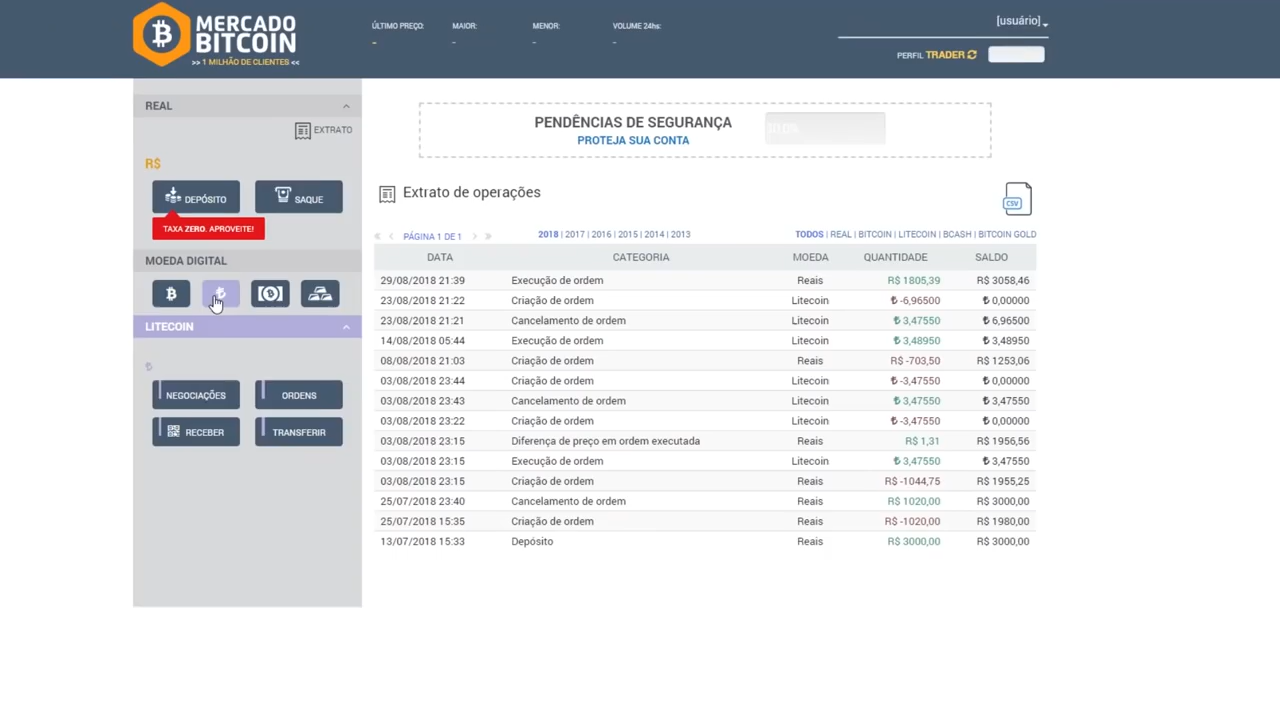 MERCADO BITCOIN
>> 1 MILHÃO DE CLIENTES <<
ÚLTIMO PREÇO: MAIOR: MENOR: VOLUME 24hs:
- - - -
[usuário]
PERFIL TRADER
REAL
EXTRATO
R$
DEPÓSITO SAQUE
TAXA ZERO. APROVEITE!
MOEDA DIGITAL
LITECOIN
NEGOCIAÇÕES ORDENS
RECEBER TRANSFERIR
PENDÊNCIAS DE SEGURANÇA
PROTEJA SUA CONTA
Extrato de operações
CSV
« < PÁGINA 1 DE 1 > » 2018 | 2017 | 2016 | 2015 | 2014 | 2013 TODOS | REAL | BITCOIN | LITECOIN | BCASH | BITCOIN GOLD
DATA CATEGORIA MOEDA QUANTIDADE SALDO
29/08/2018 21:39 Execução de ordem Reais R$ 1805,39 R$ 3058,46
23/08/2018 21:22 Criação de ordem Litecoin Ł -6,96500 Ł 0,00000
23/08/2018 21:21 Cancelamento de ordem Litecoin Ł 3,47550 Ł 6,96500
14/08/2018 05:44 Execução de ordem Litecoin Ł 3,48950 Ł 3,48950
08/08/2018 21:03 Criação de ordem Reais R$ -703,50 R$ 1253,06
03/08/2018 23:44 Criação de ordem Litecoin Ł -3,47550 Ł 0,00000
03/08/2018 23:43 Cancelamento de ordem Litecoin Ł 3,47550 Ł 3,47550
03/08/2018 23:22 Criação de ordem Litecoin Ł -3,47550 Ł 0,00000
03/08/2018 23:15 Diferença de preço em ordem executada Reais R$ 1,31 R$ 1956,56
03/08/2018 23:15 Execução de ordem Litecoin Ł 3,47550 Ł 3,47550
03/08/2018 23:15 Criação de ordem Reais R$ -1044,75 R$ 1955,25
25/07/2018 23:40 Cancelamento de ordem Reais R$ 1020,00 R$ 3000,00
25/07/2018 15:35 Criação de ordem Reais R$ -1020,00 R$ 1980,00
13/07/2018 15:33 Depósito Reais R$ 3000,00 R$ 3000,00